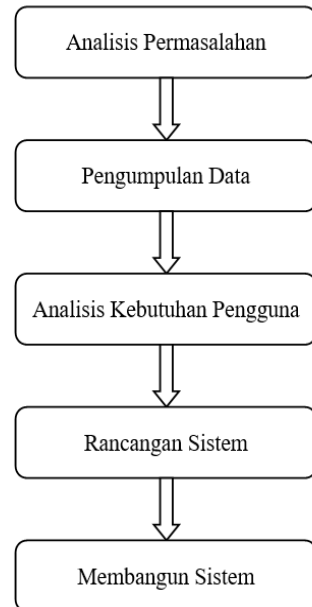 Analisis Permasalahan
Pengumpulan Data
Analisis Kebutuhan Pengguna
Rancangan Sistem
Membangun Sistem